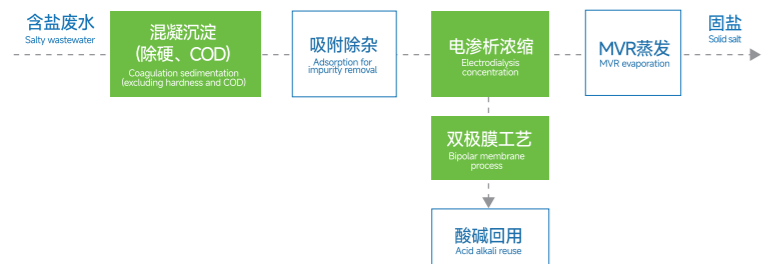 含盐废水
Salty wastewater
混凝沉淀
(除硬、COD)
Coagulation sedimentation
(excluding hardness and COD)
吸附除杂
Adsorption for
impurity removal
电渗析浓缩
Electrodialysis
concentration
MVR蒸发
MVR evaporation
固盐
Solid salt
双极膜工艺
Bipolar membrane
process
酸碱回用
Acid alkali reuse